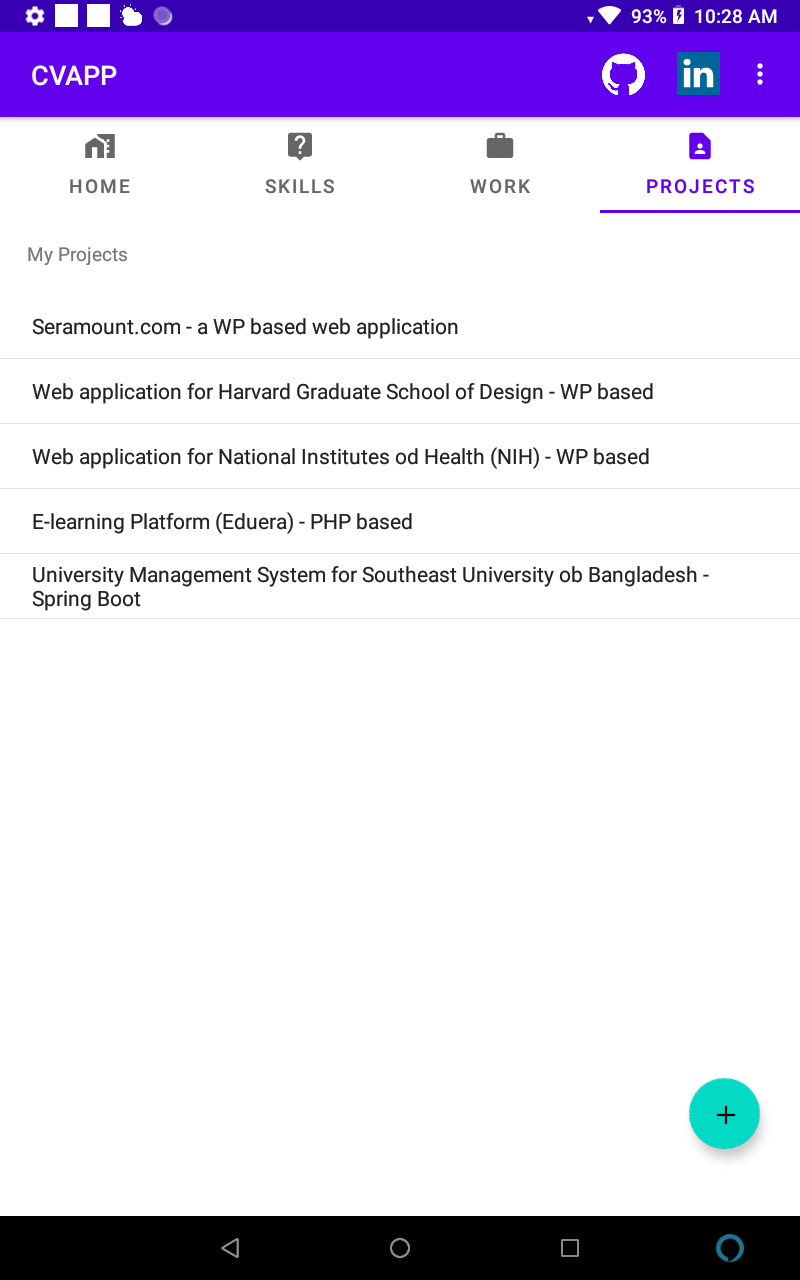 93% 10:28 AM
CVAPP
in
HOME SKILLS WORK PROJECTS
My Projects
Seramount.com - a WP based web application
Web application for Harvard Graduate School of Design - WP based
Web application for National Institutes od Health (NIH) - WP based
E-learning Platform (Eduera) - PHP based
University Management System for Southeast University ob Bangladesh -
Spring Boot